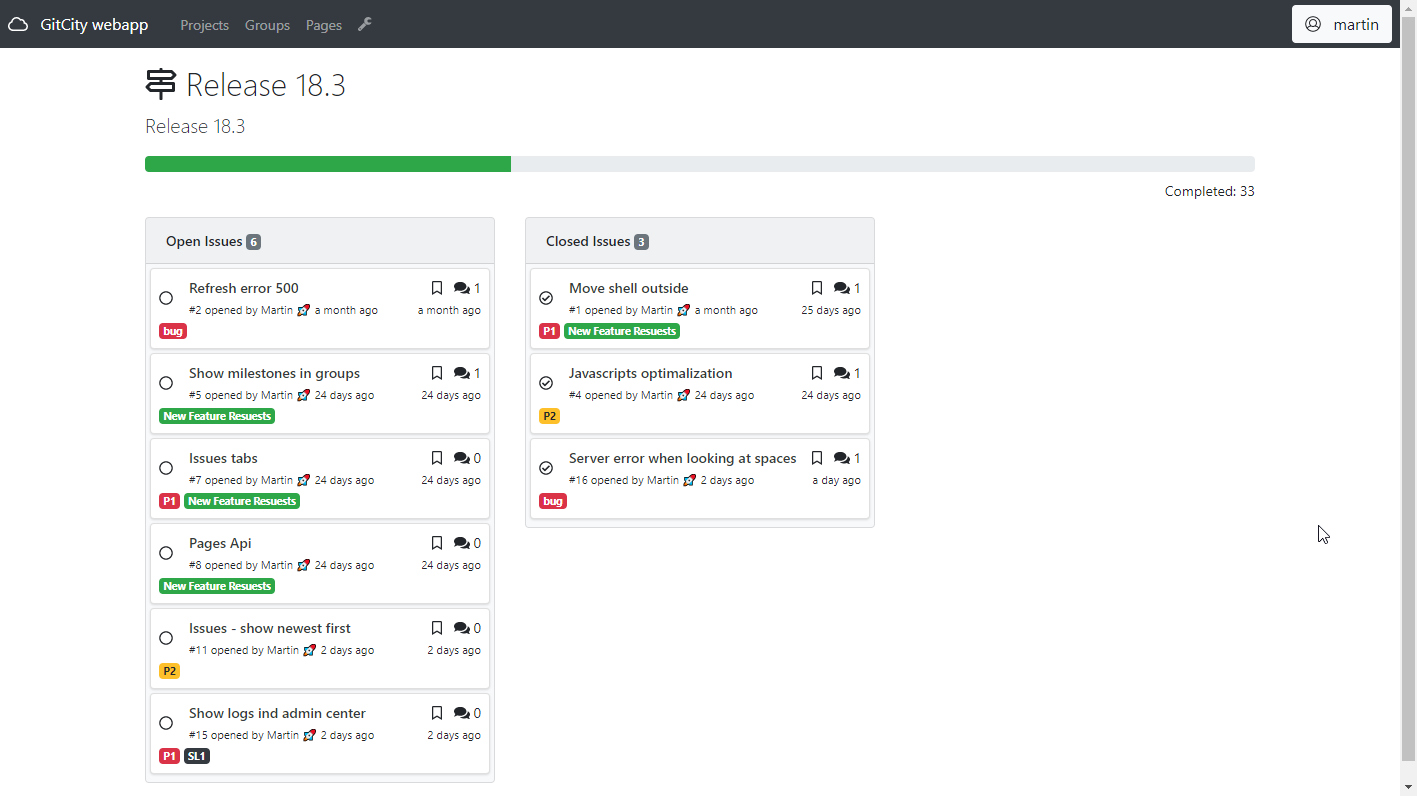 GitCity webapp Projects Groups Pages martin
Release 18.3
Release 18.3
Completed: 33
Open Issues 6
Refresh error 500 1
#2 opened by Martin 🚀 a month ago a month ago
bug
Show milestones in groups 1
#5 opened by Martin 🚀 24 days ago 24 days ago
New Feature Resuests
Issues tabs 0
#7 opened by Martin 🚀 24 days ago 24 days ago
P1 New Feature Resuests
Pages Api 0
#8 opened by Martin 🚀 24 days ago 24 days ago
New Feature Resuests
Issues - show newest first 0
#11 opened by Martin 🚀 2 days ago 2 days ago
P2
Show logs ind admin center 0
#15 opened by Martin 🚀 2 days ago 2 days ago
P1 SL1
Closed Issues 3
Move shell outside 1
#1 opened by Martin 🚀 a month ago 25 days ago
P1 New Feature Resuests
Javascripts optimalization 1
#4 opened by Martin 🚀 24 days ago 24 days ago
P2
Server error when looking at spaces 1
#16 opened by Martin 🚀 2 days ago a day ago
bug